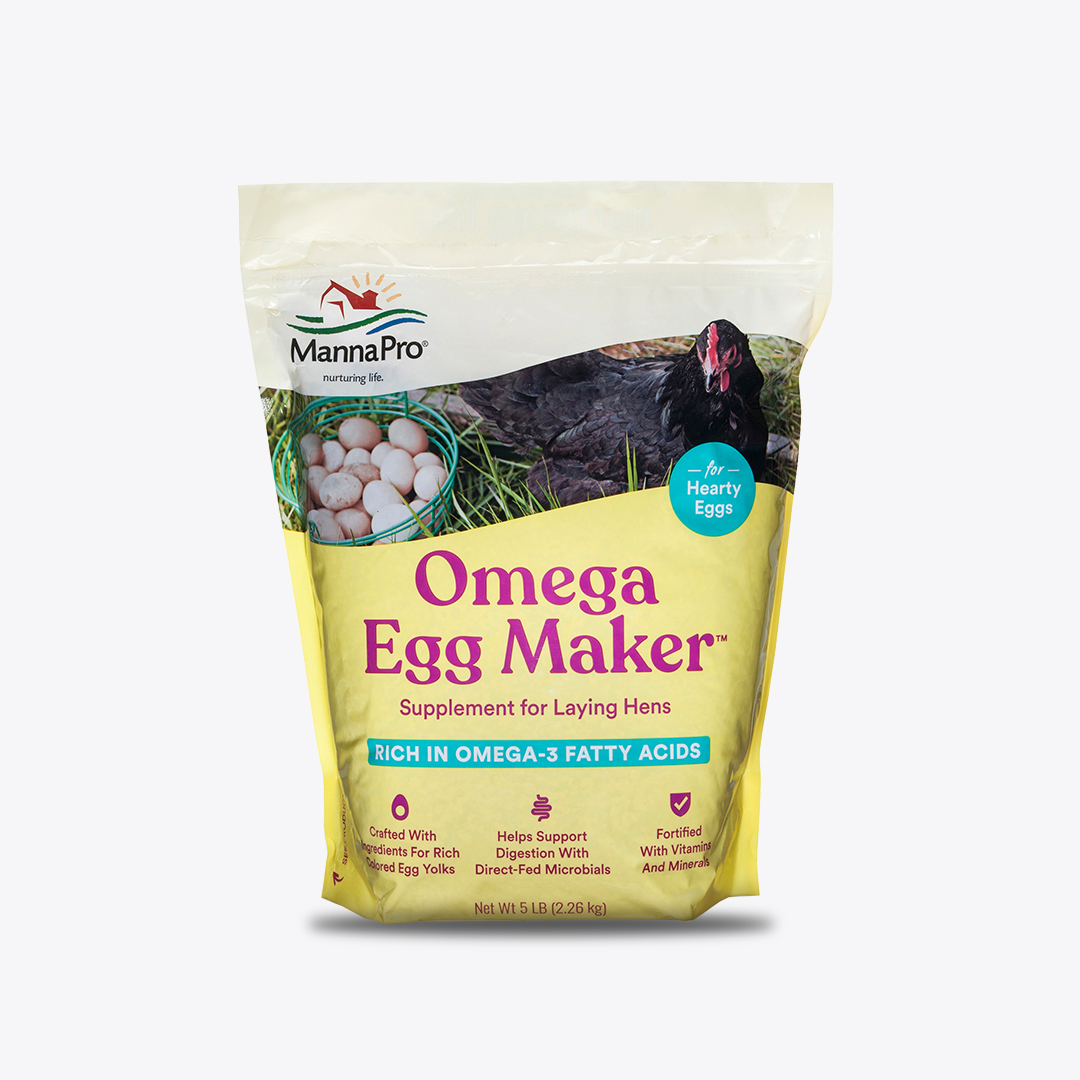 MannaPro®
nurturing life.
for
Hearty
Eggs
Omega
Egg Maker™
Supplement for Laying Hens
RICH IN OMEGA-3 FATTY ACIDS
Crafted With
Ingredients For Rich
Colored Egg Yolks
Helps Support
Digestion With
Direct-Fed Microbials
Fortified
With Vitamins
And Minerals
Net Wt 5 LB (2.26 kg)